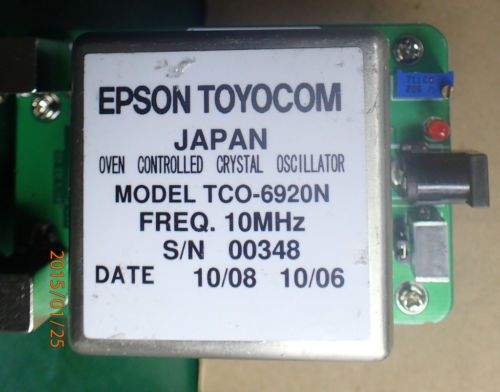 EPSON TOYOCOM
JAPAN
OVEN CONTROLLED CRYSTAL OSCILLATOR
MODEL TCO-6920N
FREQ. 10MHz
S/N 00348
DATE 10/08 10/06
2015/01/25